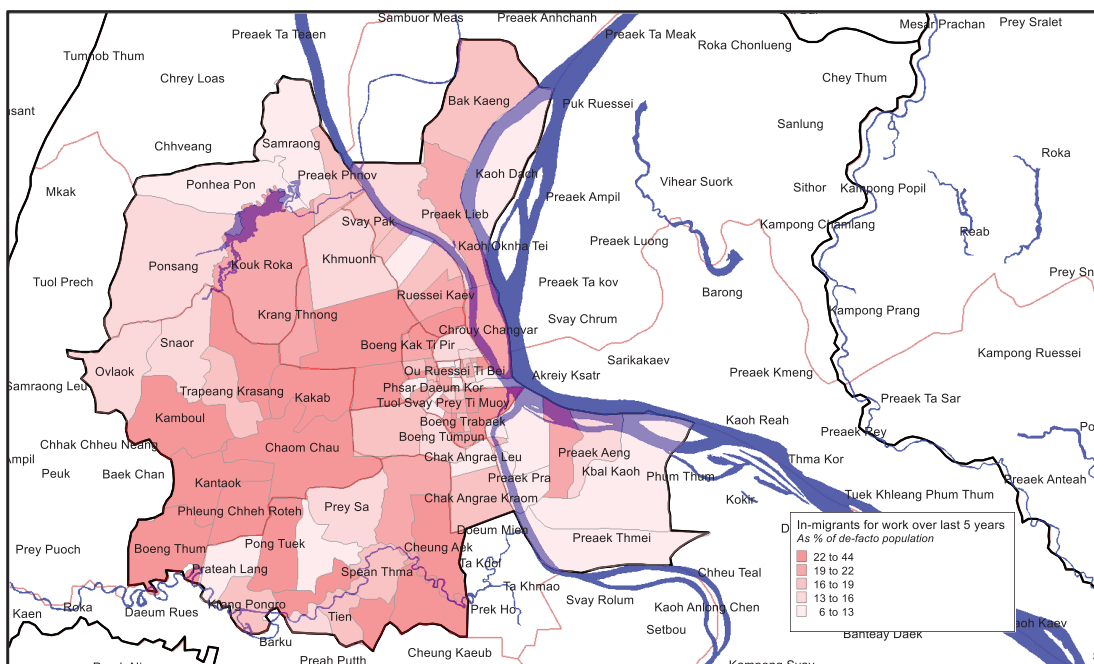 Sambuor Meas
Preaek Anhchanh
Mesar Prachan
Prey Sralet
Preaek Ta Teaen
Preaek Ta Meak
Roka Chonlueng
Tumnob Thum
Chrey Loas
Chey Thum
Bak Kaeng
Puk Ruessei
Sanlung
Chhveang
Samraong
Roka
Mkak
Ponhea Pon
Preaek Phnov
Kaoh Dach
Vihear Suork
Sithor
Kampong Popil
Preaek Ampil
Svay Pak
Preaek Lieb
Kampong Chamlang
Reab
Kaoh Oknha Tei
Preaek Luong
Ponsang
Kouk Roka
Khmuonh
Tuol Prech
Preaek Ta kov
Barong
Ruessei Kaev
Krang Thnong
Svay Chrum
Kampong Prang
Chrouy Changvar
Snaor
Boeng Kak Ti Pir
Sarikakaev
Kampong Ruessei
Ovlaok
Ou Ruessei Ti Bei
Akreiy Ksatr
Preaek Kmeng
Samraong Leu
Trapeang Krasang
Kakab
Phsar Daeum Kor
Tuol Svay Prey Ti Muoy
Preaek Ta Sar
Kamboul
Boeng Trabaek
Kaoh Reah
Preaek Rey
Chhak Chheu Neang
Chaom Chau
Boeng Tumpun
Preaek Aeng
Thma Kor
Chak Angrae Leu
Peuk
Baek Chan
Kantaok
Preaek Pra
Kbal Kaoh
Phum Thum
Preaek Anteah
Chak Angrae Kraom
Kokir
Tuek Khleang Phum Thum
Phleung Chheh Roteh
Prey Sa
Doeum Mien
Preaek Thmei
Prey Puoch
Boeng Thum
Pong Tuek
Cheung Aek
Ta Kdol
Prateah Lang
Spean Thma
Chheu Teal
Ta Khmao
Svay Rolum
Kaoh Anlong Chen
Kaen
Roka
Daeum Rues
Krang Pongro
Tien
Prek Ho
Setbou
Banteay Daek
Barku
Preah Putth
Cheung Kaeub
In-migrants for work over last 5 years
As % of de-facto population
22 to 44
19 to 22
16 to 19
13 to 16
6 to 13